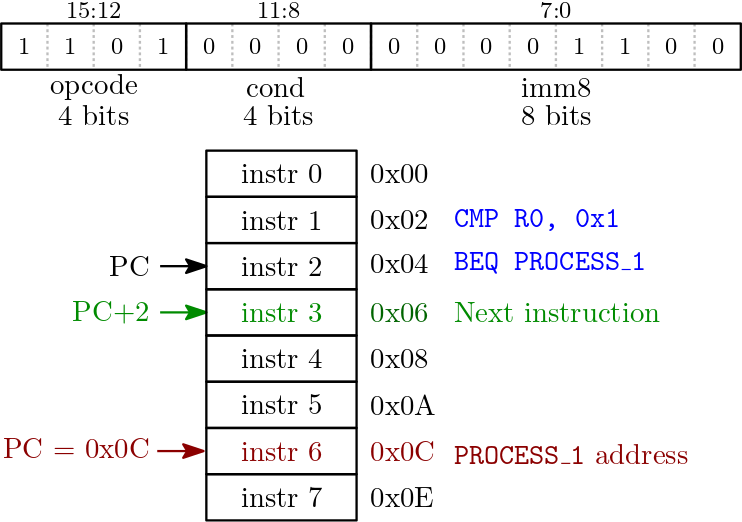 15:12 11:8 7:0
1 1 0 1 0 0 0 0 0 0 0 0 1 1 0 0
opcode cond imm8
4 bits 4 bits 8 bits
instr 0 0x00
instr 1 0x02 CMP R0, 0x1
PC instr 2 0x04 BEQ PROCESS_1
PC+2 instr 3 0x06 Next instruction
instr 4 0x08
instr 5 0x0A
PC = 0x0C instr 6 0x0C PROCESS_1 address
instr 7 0x0E